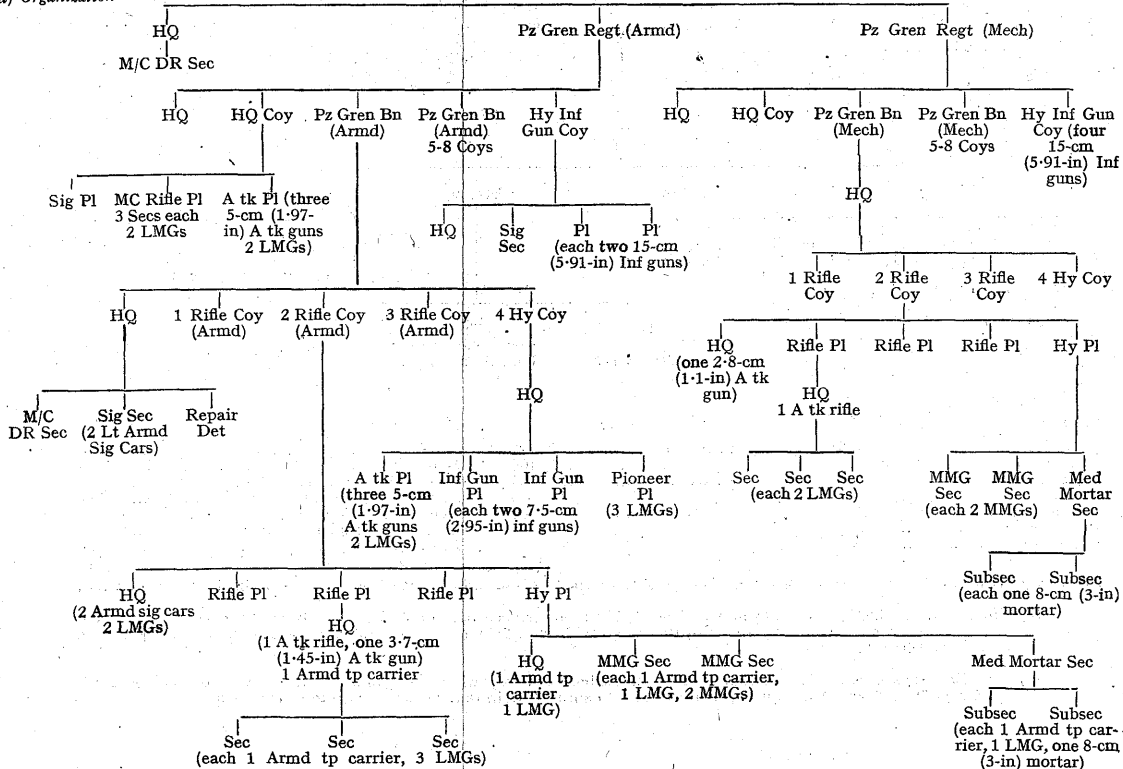 Organization
HQ
M/C DR Sec
Pz Gren Regt (Armd)
Pz Gren Regt (Mech)
HQ
HQ Coy
Pz Gren Bn
(Armd)
Pz Gren Bn
(Armd)
5-8 Coys
Hy Inf
Gun Coy
HQ
HQ Coy
Pz Gren Bn
(Mech)
Pz Gren Bn
(Mech)
5-8 Coys
Hy Inf Gun
Coy (four
15-cm
(5·91-in) Inf
guns)
Sig Pl
MC Rifle Pl
3 Secs each
2 LMGs
A tk Pl (three
5-cm (1·97-
in) A tk guns
2 LMGs)
HQ
Sig
Sec
Pl
Pl
(each two 15-cm
(5·91-in) Inf guns)
HQ
1 Rifle
Coy
2 Rifle
Coy
3 Rifle
Coy
4 Hy Coy
HQ
1 Rifle Coy
(Armd)
2 Rifle Coy
(Armd)
3 Rifle Coy
(Armd)
4 Hy Coy
HQ
(one 2·8-cm
(1·1-in) A tk
gun)
Rifle Pl
Rifle Pl
Rifle Pl
Hy Pl
HQ
1 A tk rifle
M/C
DR Sec
Sig Sec
(2 Lt Armd
Sig Cars)
Repair
Det
HQ
A tk Pl
(three 5-cm
(1·97-in)
A tk guns
2 LMGs)
Inf Gun
Pl
Inf Gun
Pl
(each two 7·5-cm
(2·95-in) inf guns)
Pioneer
Pl
(3 LMGs)
Sec
Sec
Sec
(each 2 LMGs)
MMG
Sec
MMG
Sec
(each 2 MMGs)
Med
Mortar
Sec
Subsec
Subsec
(each one 8-cm (3-in)
mortar)
HQ
(2 Armd sig cars
2 LMGs)
Rifle Pl
Rifle Pl
Rifle Pl
Hy Pl
HQ
(1 A tk rifle, one 3·7-cm
(1·45-in) A tk gun)
1 Armd tp carrier
Sec
Sec
Sec
(each 1 Armd tp carrier, 3 LMGs)
HQ
(1 Armd tp
carrier
1 LMG)
MMG Sec
MMG Sec
(each 1 Armd tp carrier,
1 LMG, 2 MMGs)
Med Mortar Sec
Subsec
Subsec
(each 1 Armd tp car-
rier, 1 LMG, one 8-cm
(3-in) mortar)